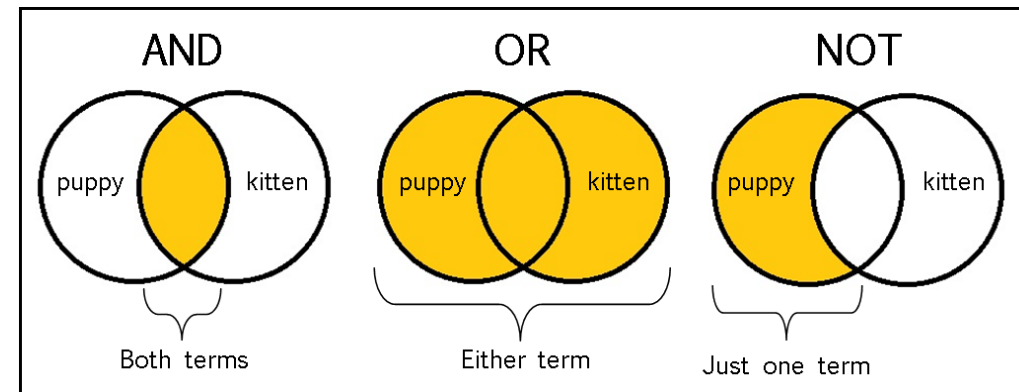 AND
puppy
kitten
Both terms
OR
puppy
kitten
Either term
NOT
puppy
kitten
Just one term